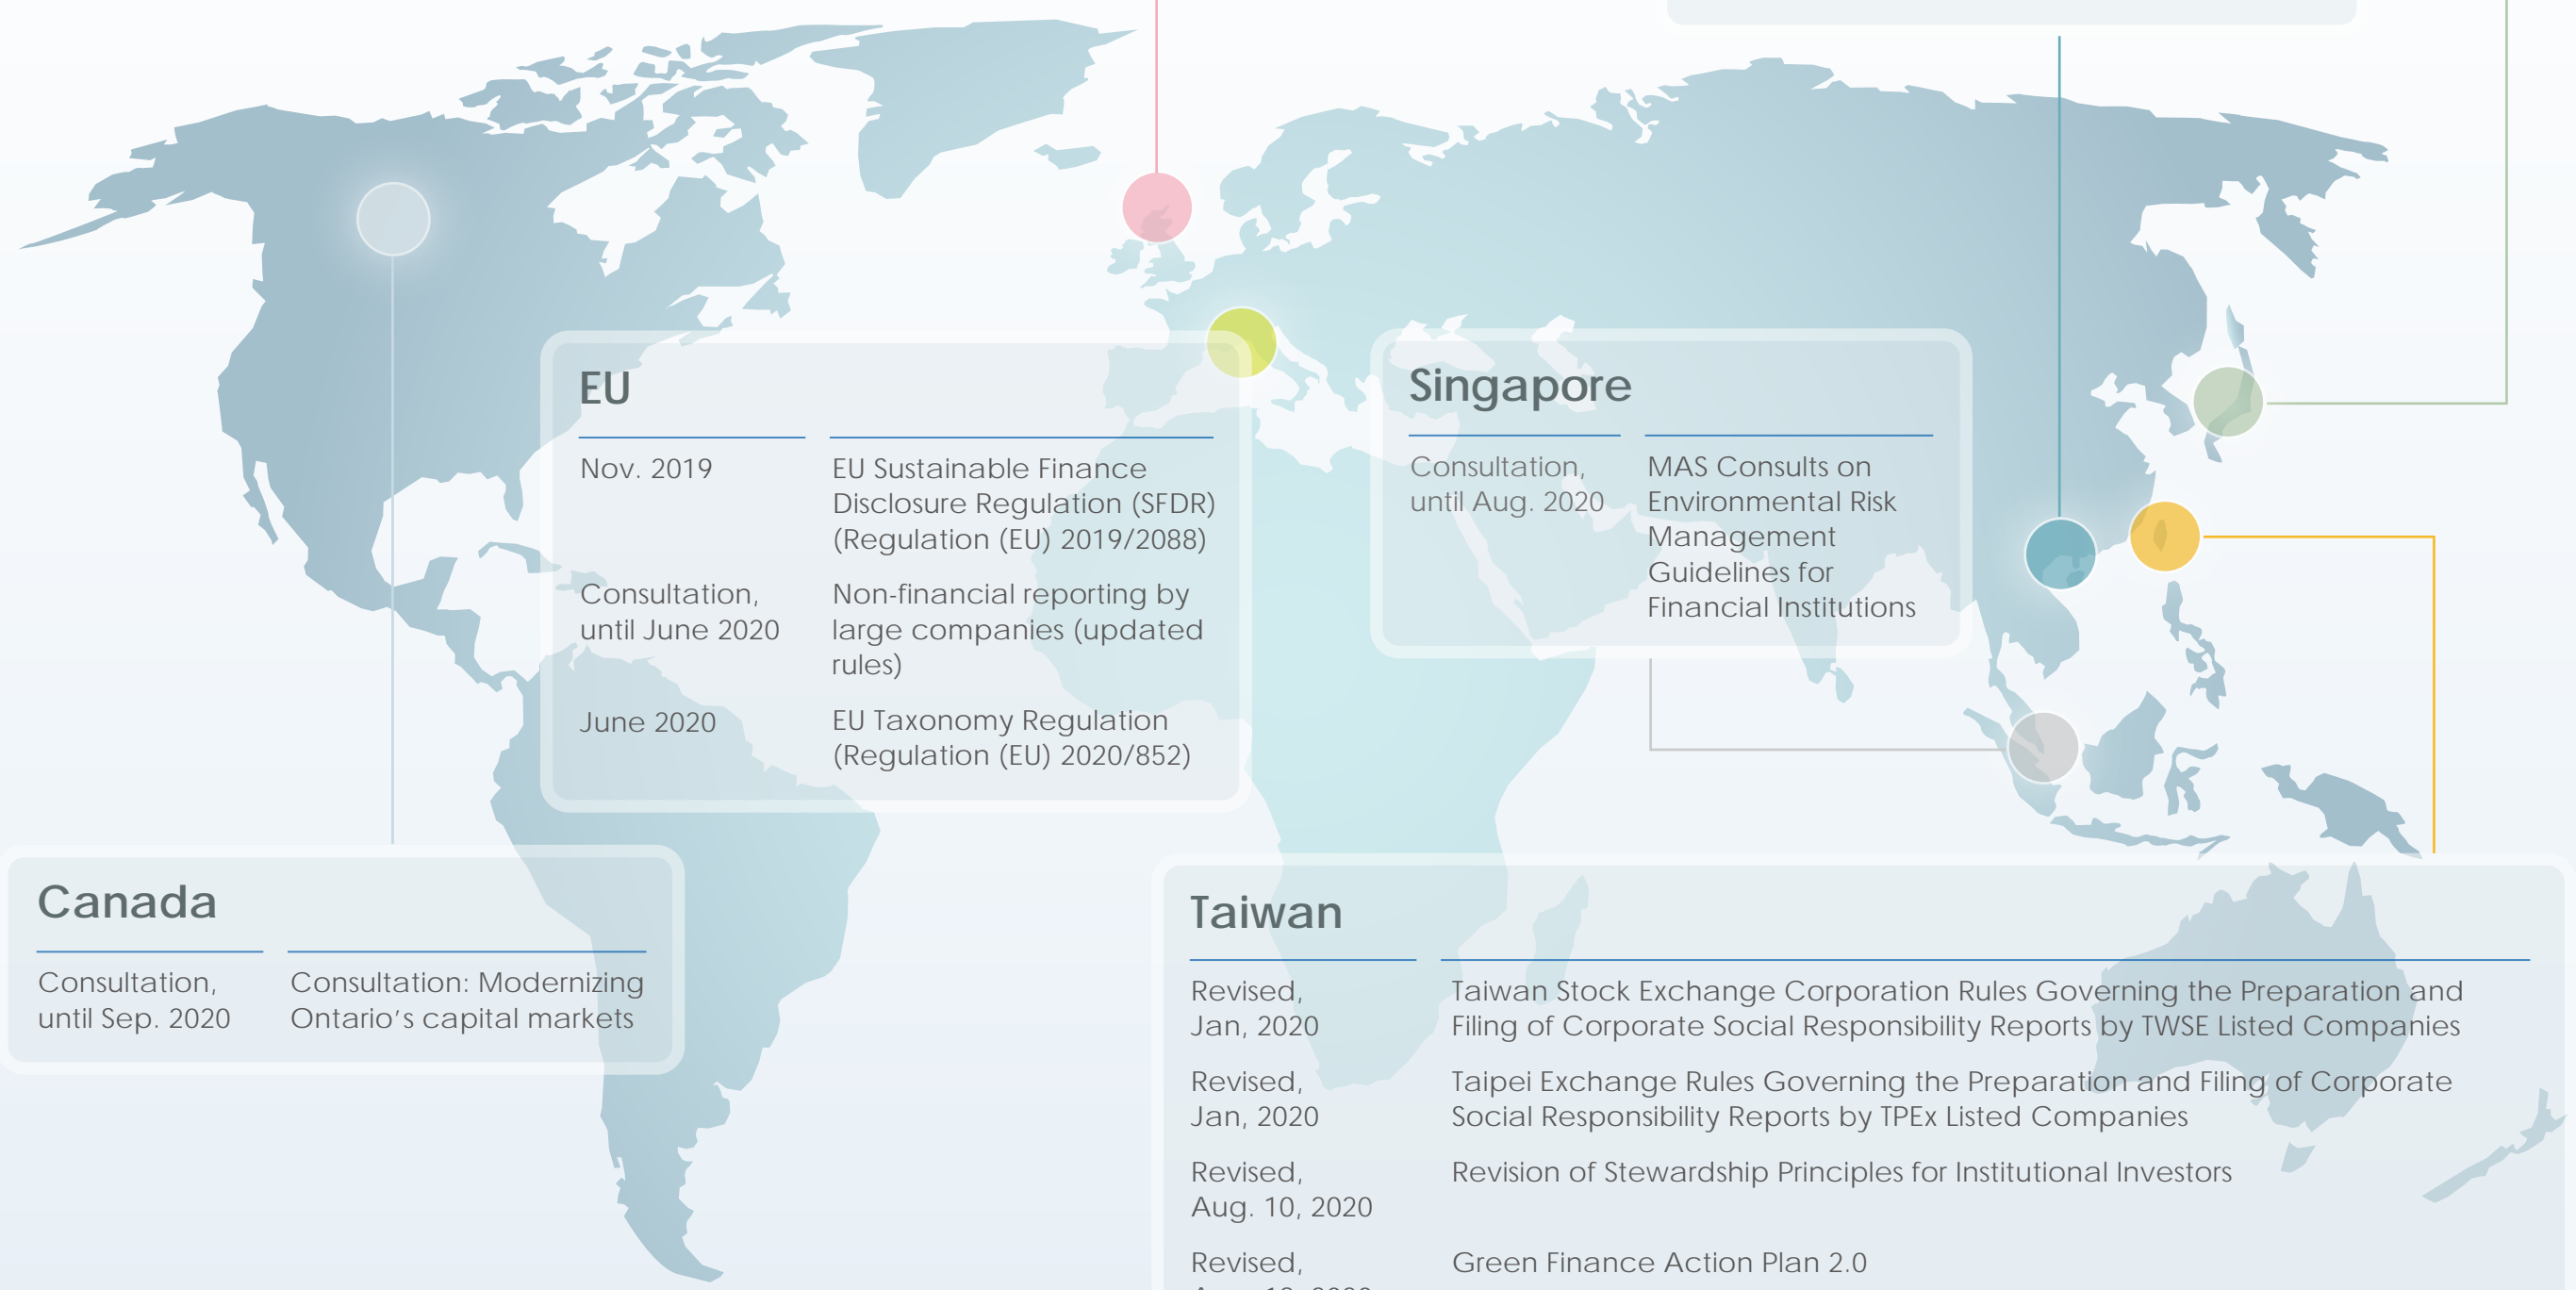 EU
Nov. 2019
EU Sustainable Finance
Disclosure Regulation (SFDR)
(Regulation (EU) 2019/2088)
Consultation,
until June 2020
Non-financial reporting by
large companies (updated
rules)
June 2020
EU Taxonomy Regulation
(Regulation (EU) 2020/852)
Singapore
Consultation,
until Aug. 2020
MAS Consults on
Environmental Risk
Management
Guidelines for
Financial Institutions
Canada
Consultation,
until Sep. 2020
Consultation: Modernizing
Ontario's capital markets
Taiwan
Revised,
Jan, 2020
Taiwan Stock Exchange Corporation Rules Governing the Preparation and
Filing of Corporate Social Responsibility Reports by TWSE Listed Companies
Revised,
Jan, 2020
Taipei Exchange Rules Governing the Preparation and Filing of Corporate
Social Responsibility Reports by TPEx Listed Companies
Revised,
Aug. 10, 2020
Revision of Stewardship Principles for Institutional Investors
Revised,
Green Finance Action Plan 2.0